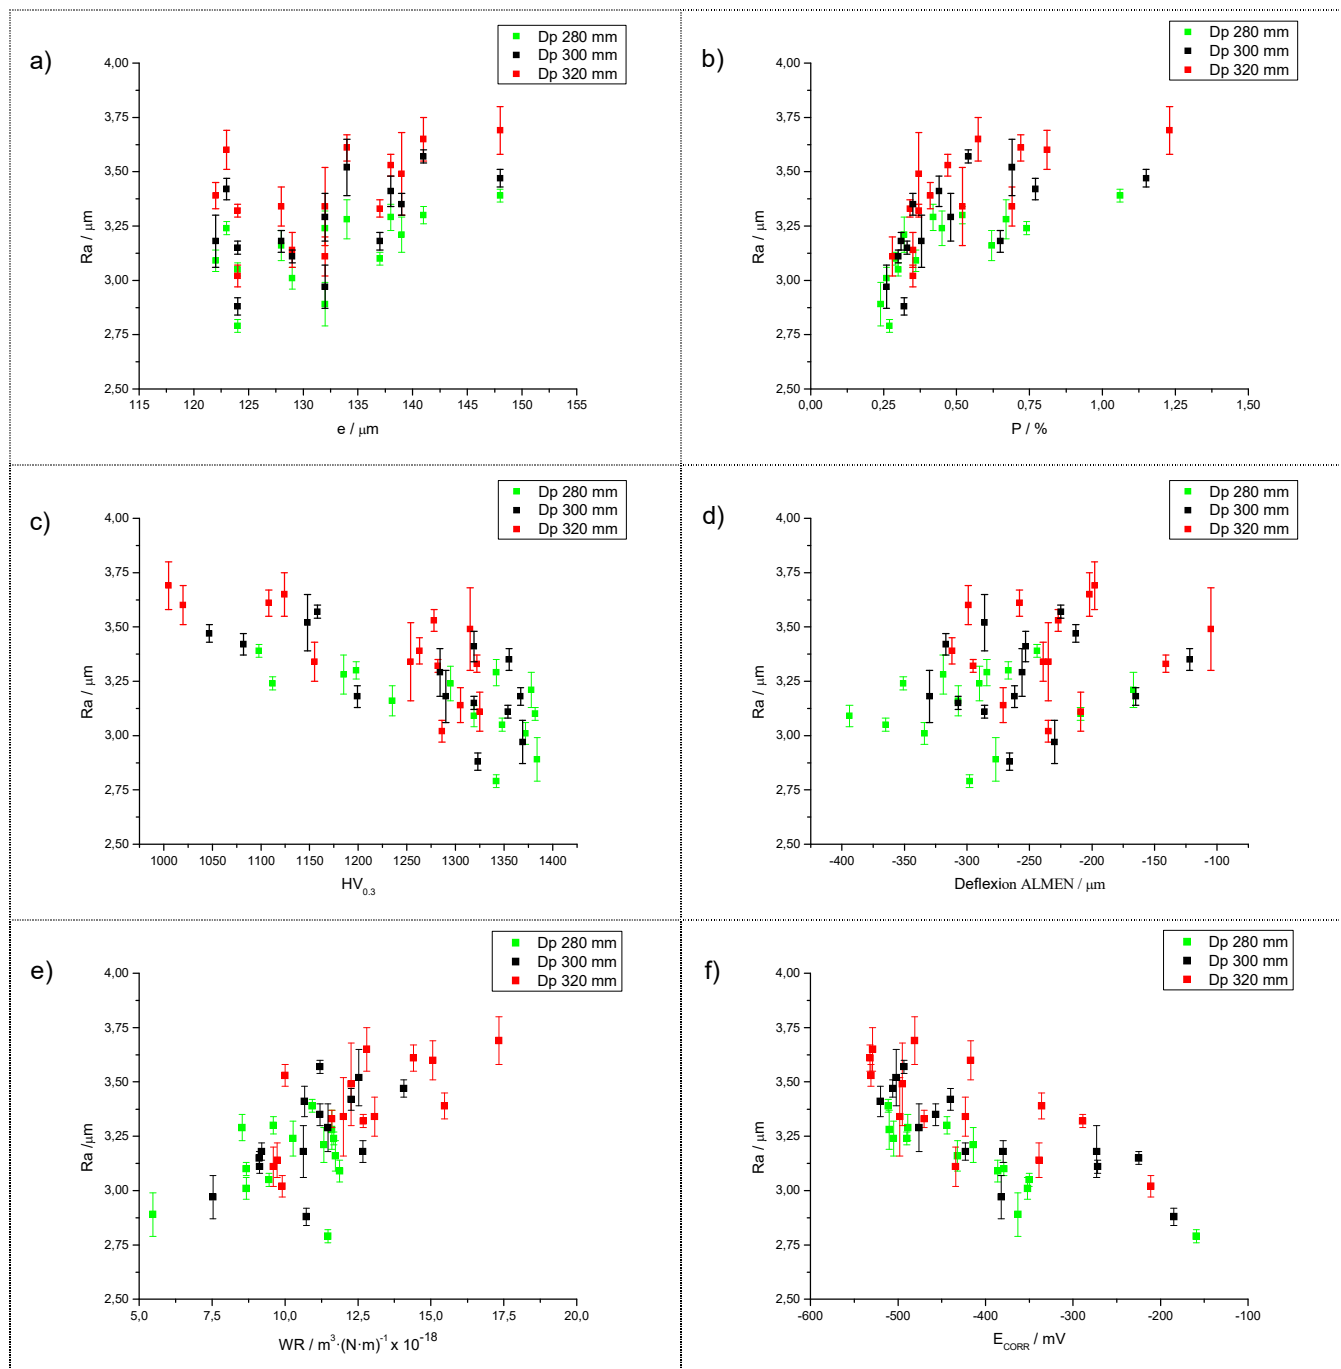 a)
Dp 280 mm
Dp 300 mm
Dp 320 mm
4,00
3,75
3,50
3,25
3,00
2,75
2,50
Ra / μm
115 120 125 130 135 140 145 150 155
e / μm
b)
Dp 280 mm
Dp 300 mm
Dp 320 mm
4,00
3,75
3,50
3,25
3,00
2,75
2,50
Ra / μm
0,00 0,25 0,50 0,75 1,00 1,25 1,50
P / %
c)
Dp 280 mm
Dp 300 mm
Dp 320 mm
4,00
3,75
3,50
3,25
3,00
2,75
2,50
Ra / μm
1000 1050 1100 1150 1200 1250 1300 1350 1400
HV0.3
d)
Dp 280 mm
Dp 300 mm
Dp 320 mm
4,00
3,75
3,50
3,25
3,00
2,75
2,50
Ra / μm
-400 -350 -300 -250 -200 -150 -100
Deflexion ALMEN / μm
e)
Dp 280 mm
Dp 300 mm
Dp 320 mm
4,00
3,75
3,50
3,25
3,00
2,75
2,50
Ra /μm
5,0 7,5 10,0 12,5 15,0 17,5 20,0
WR / m³·(N·m)⁻¹ x 10⁻¹⁸
f)
Dp 280 mm
Dp 300 mm
Dp 320 mm
4,00
3,75
3,50
3,25
3,00
2,75
2,50
Ra / μm
-600 -500 -400 -300 -200 -100
ECORR / mV